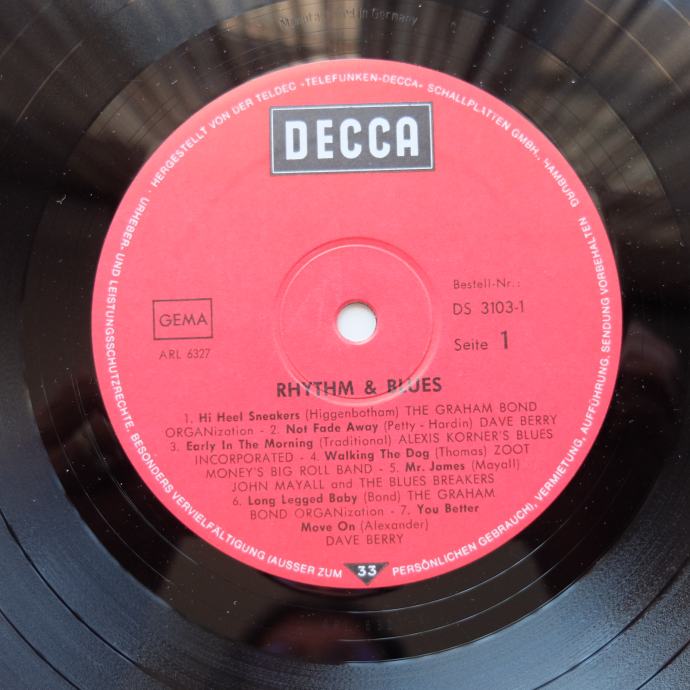 Manufactured in Germany
· HERGESTELLT VON DER TELDEC »TELEFUNKEN-DECCA« SCHALLPLATTEN GMBH., HAMBURG
DECCA
Bestell-Nr.:
DS 3103-1
Seite 1
GEMA
ARL 6327
RHYTHM & BLUES
1. Hi Heel Sneakers (Higgenbotham) THE GRAHAM BOND
ORGANization - 2. Not Fade Away (Petty - Hardin) DAVE BERRY
3. Early In The Morning (Traditional) ALEXIS KORNER'S BLUES
INCORPORATED - 4. Walking The Dog (Thomas) ZOOT
MONEY'S BIG ROLL BAND - 5. Mr. James (Mayall)
JOHN MAYALL and THE BLUES BREAKERS
6. Long Legged Baby (Bond) THE GRAHAM
BOND ORGANization - 7. You Better
Move On (Alexander)
DAVE BERRY
URHEBER- UND LEISTUNGSSCHUTZRECHTE, BESONDERS VERVIELFÄLTIGUNG (AUSSER ZUM
33
PERSÖNLICHEN GEBRAUCH), VERMIETUNG, AUFFÜHRUNG, SENDUNG VORBEHALTEN